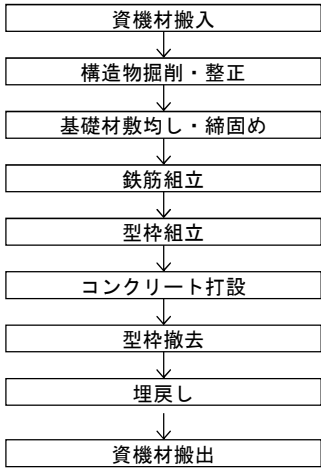 資機材搬入
構造物掘削・整正
基礎材敷均し・締固め
鉄筋組立
型枠組立
コンクリート打設
型枠撤去
埋戻し
資機材搬出